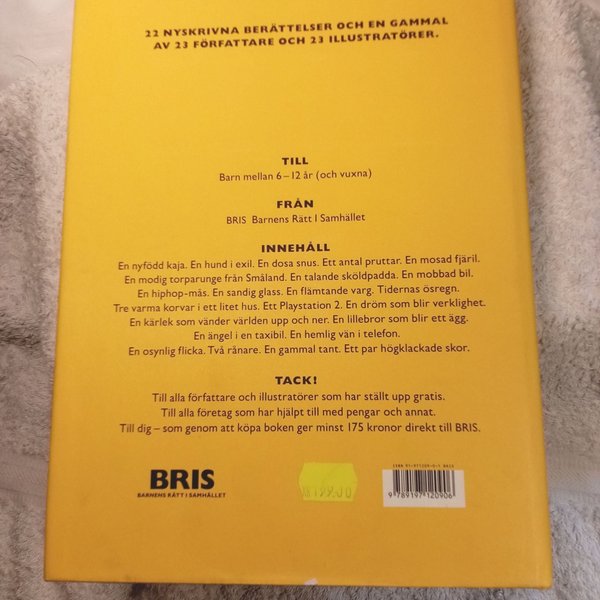 22 NYSKRIVNA BERÄTTELSER OCH EN GAMMAL
AV 23 FÖRFATTARE OCH 23 ILLUSTRATÖRER.
TILL
Barn mellan 6–12 år (och vuxna)
FRÅN
BRIS Barnens Rätt I Samhället
INNEHÅLL
En nyfödd kaja. En hund i exil. En dosa snus. Ett antal pruttar. En mosad fjäril.
En modig torparunge från Småland. En talande sköldpadda. En mobbad bil.
En hiphop-mås. En sandig glass. En flämtande varg. Tidernas ösregn.
Tre varma korvar i ett litet hus. Ett Playstation 2. En dröm som blir verklighet.
En kärlek som vänder världen upp och ner. En lillebror som blir ett ägg.
En ängel i en taxibil. En hemlig vän i telefon.
En osynlig flicka. Två rånare. En gammal tant. Ett par högklackade skor.
TACK!
Till alla författare och illustratörer som har ställt upp gratis.
Till alla företag som har hjälpt till med pengar och annat.
Till dig – som genom att köpa boken ger minst 175 kronor direkt till BRIS.
BRIS
BARNENS RÄTT I SAMHÄLLET
9 789197 120906